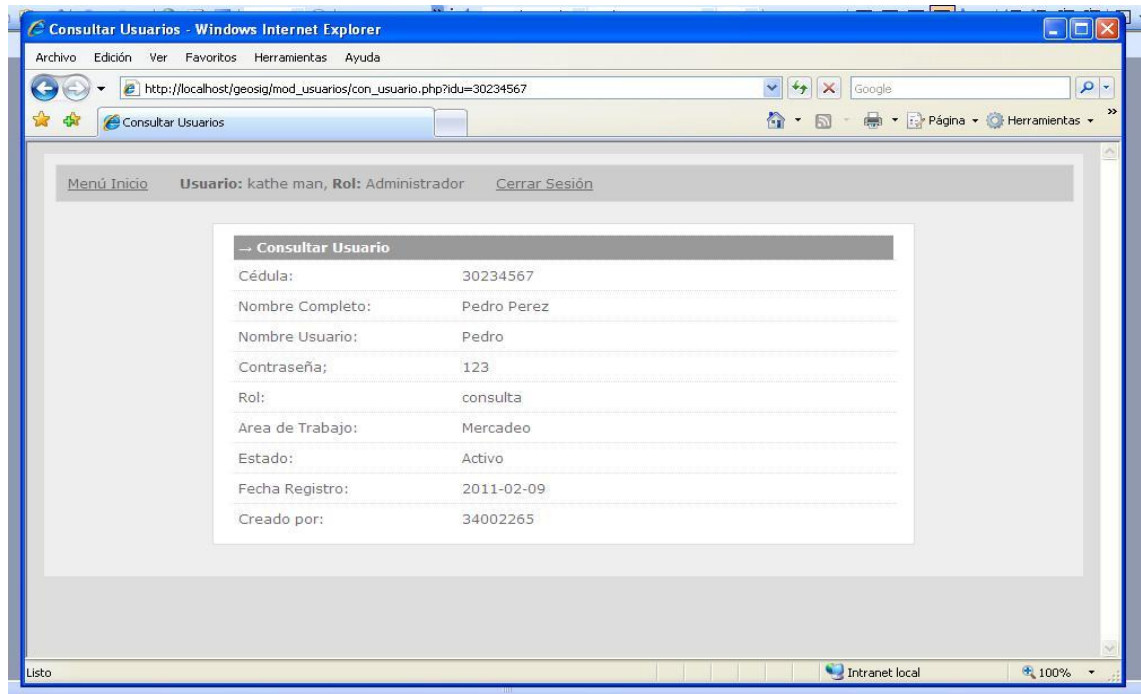 Consultar Usuarios - Windows Internet Explorer
Archivo Edición Ver Favoritos Herramientas Ayuda
http://localhost/geosig/mod_usuarios/con_usuario.php?idu=30234567 Google
Consultar Usuarios Página Herramientas
Menú Inicio Usuario: kathe man, Rol: Administrador Cerrar Sesión
→ Consultar Usuario
Cédula: 30234567
Nombre Completo: Pedro Perez
Nombre Usuario: Pedro
Contraseña; 123
Rol: consulta
Area de Trabajo: Mercadeo
Estado: Activo
Fecha Registro: 2011-02-09
Creado por: 34002265
Listo Intranet local 100%